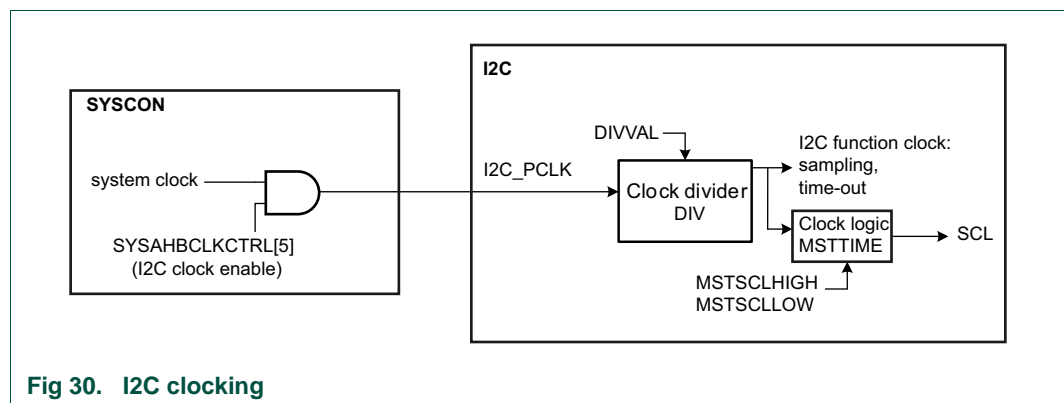 I2C
SYSCON
DIVVAL
I2C function clock:
sampling,
time-out
system clock
I2C_PCLK
Clock divider
DIV
Clock logic
MSTTIME
SCL
SYSAHBCLKCTRL[5]
(I2C clock enable)
MSTSCLHIGH
MSTSCLLOW
Fig 30. I2C clocking